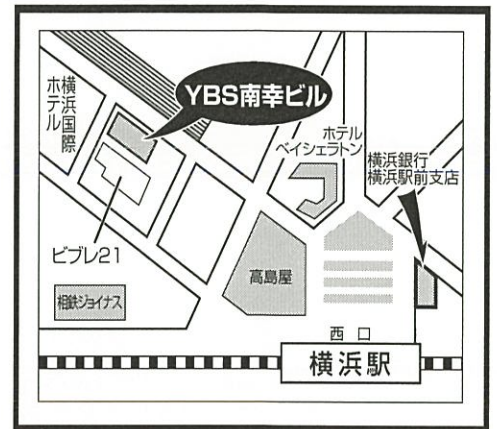 YBS南幸ビル
横浜国際
ホテル
ホテル
ベイシェラトン
横浜銀行
横浜駅前支店
ビブレ21
高島屋
相鉄ジョイナス
西口
横浜駅